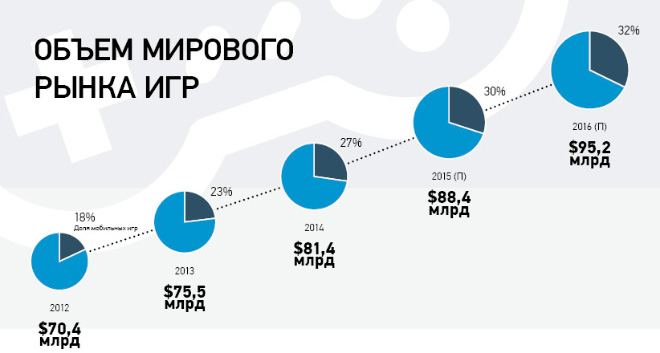 ОБЪЕМ МИРОВОГО
РЫНКА ИГР
18%
Доля мобильных игр
2012
$70,4
млрд
23%
2013
$75,5
млрд
27%
2014
$81,4
млрд
30%
2015 (П)
$88,4
млрд
32%
2016 (П)
$95,2
млрд